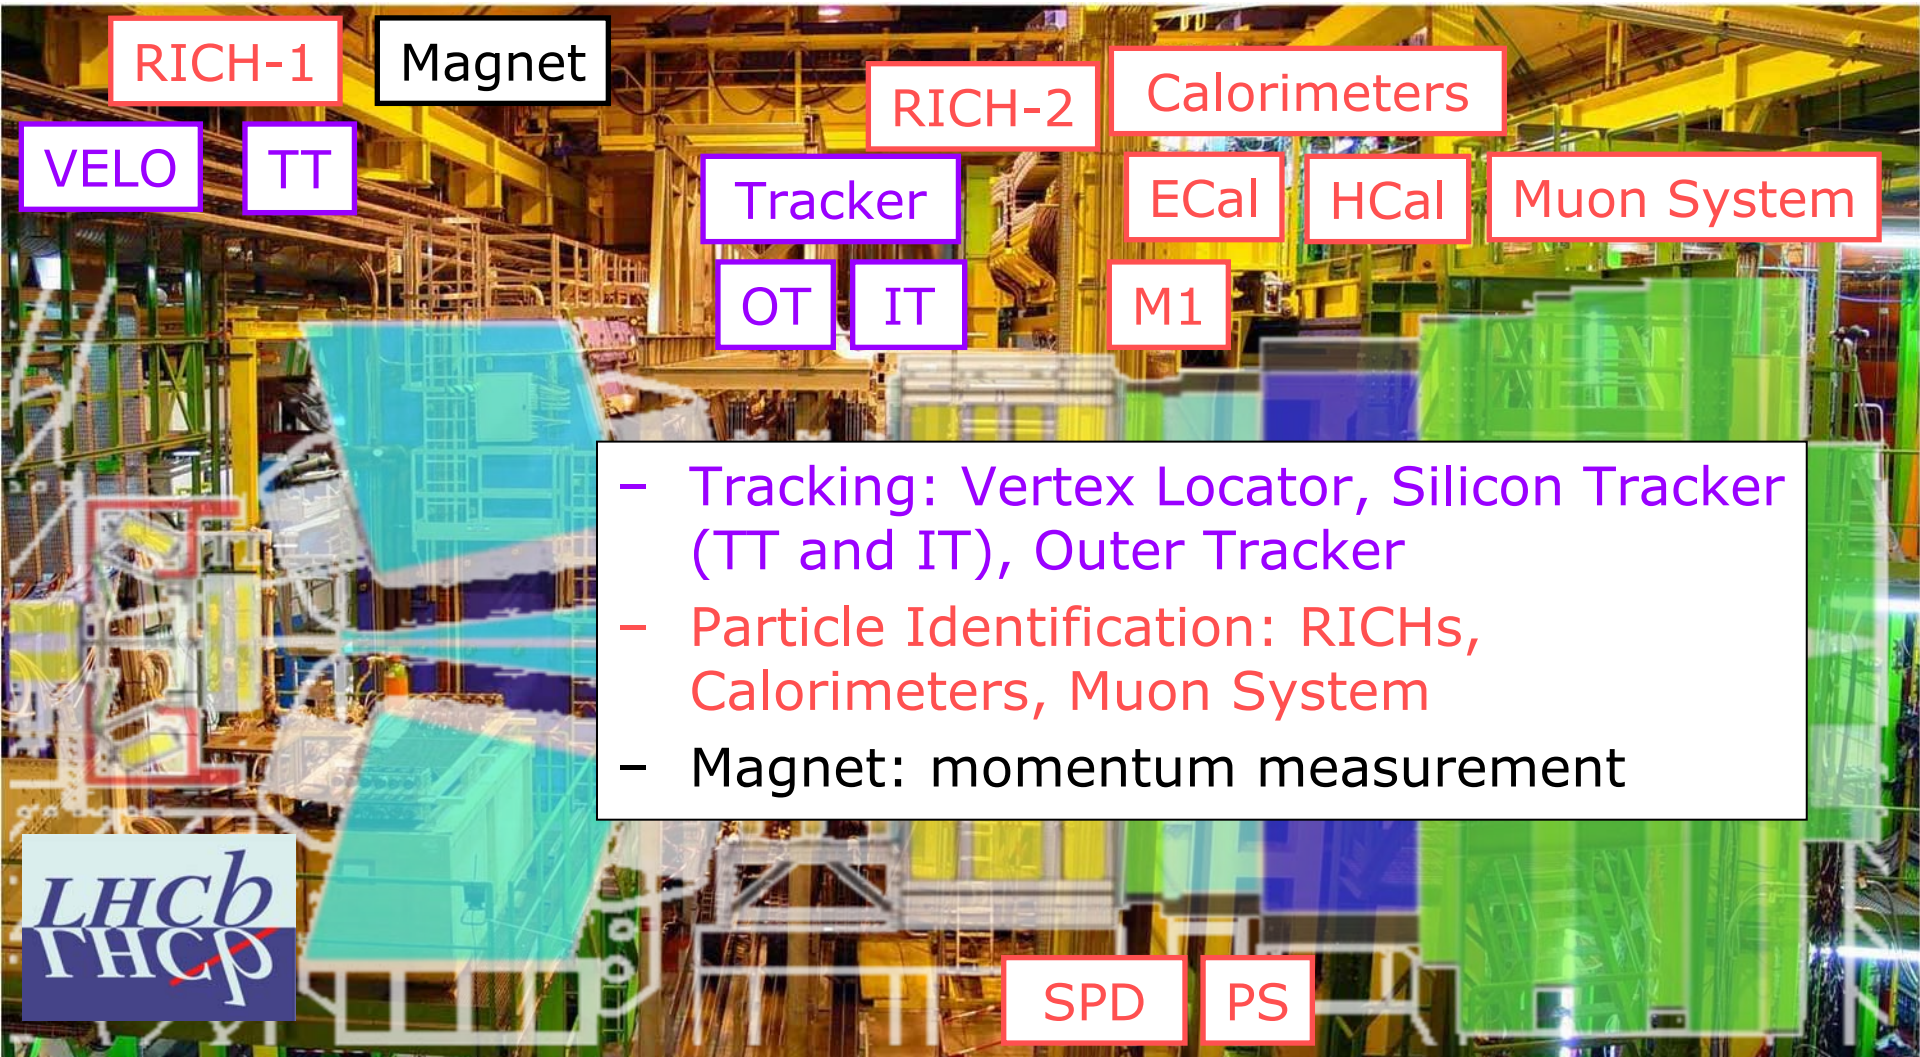 RICH-1
Magnet
RICH-2
Calorimeters
VELO
TT
Tracker
ECal
HCal
Muon System
OT
IT
M1
– Tracking: Vertex Locator, Silicon Tracker
(TT and IT), Outer Tracker
– Particle Identification: RICHs,
Calorimeters, Muon System
– Magnet: momentum measurement
LHCb
LHCb
SPD
PS